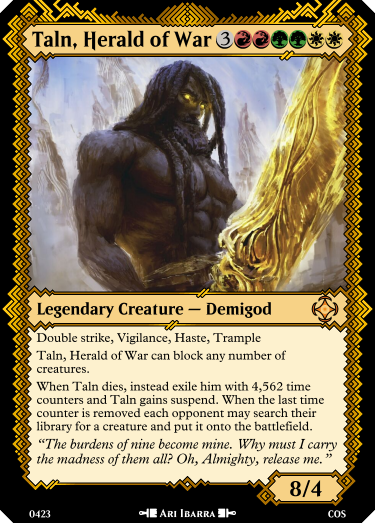 Taln, Herald of War 3
Legendary Creature — Demigod
Double strike, Vigilance, Haste, Trample
Taln, Herald of War can block any number of
creatures.
When Taln dies, instead exile him with 4,562 time
counters and Taln gains suspend. When the last time
counter is removed each opponent may search their
library for a creature and put it onto the battlefield.
“The burdens of nine become mine. Why must I carry
the madness of them all? Oh, Almighty, release me.”
8/4
0423 Ari Ibarra COS